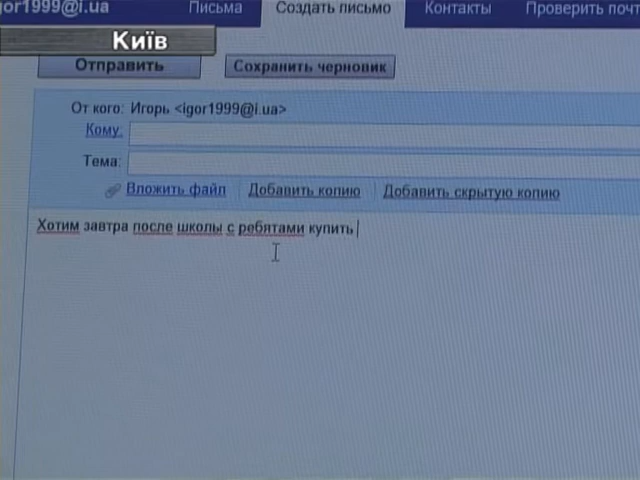 gor1999@i.ua Письма Создать письмо Контакты Проверить почт
Київ
Отправить Сохранить черновик
От кого: Игорь <igor1999@i.ua>
Кому:
Тема:
Вложить файл Добавить копию Добавить скрытую копию
Хотим завтра после школы с ребятами купить